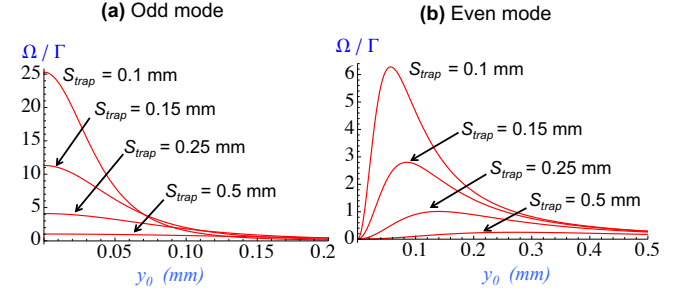 (a) Odd mode
Ω / Γ
25
20
15
10
5
0
S_trap = 0.1 mm
S_trap = 0.15 mm
S_trap = 0.25 mm
S_trap = 0.5 mm
0.05 0.10 0.15 0.2
y_0 (mm)
(b) Even mode
Ω / Γ
6
5
4
3
2
1
0
S_trap = 0.1 mm
S_trap = 0.15 mm
S_trap = 0.25 mm
S_trap = 0.5 mm
0.1 0.2 0.3 0.4 0.5
y_0 (mm)